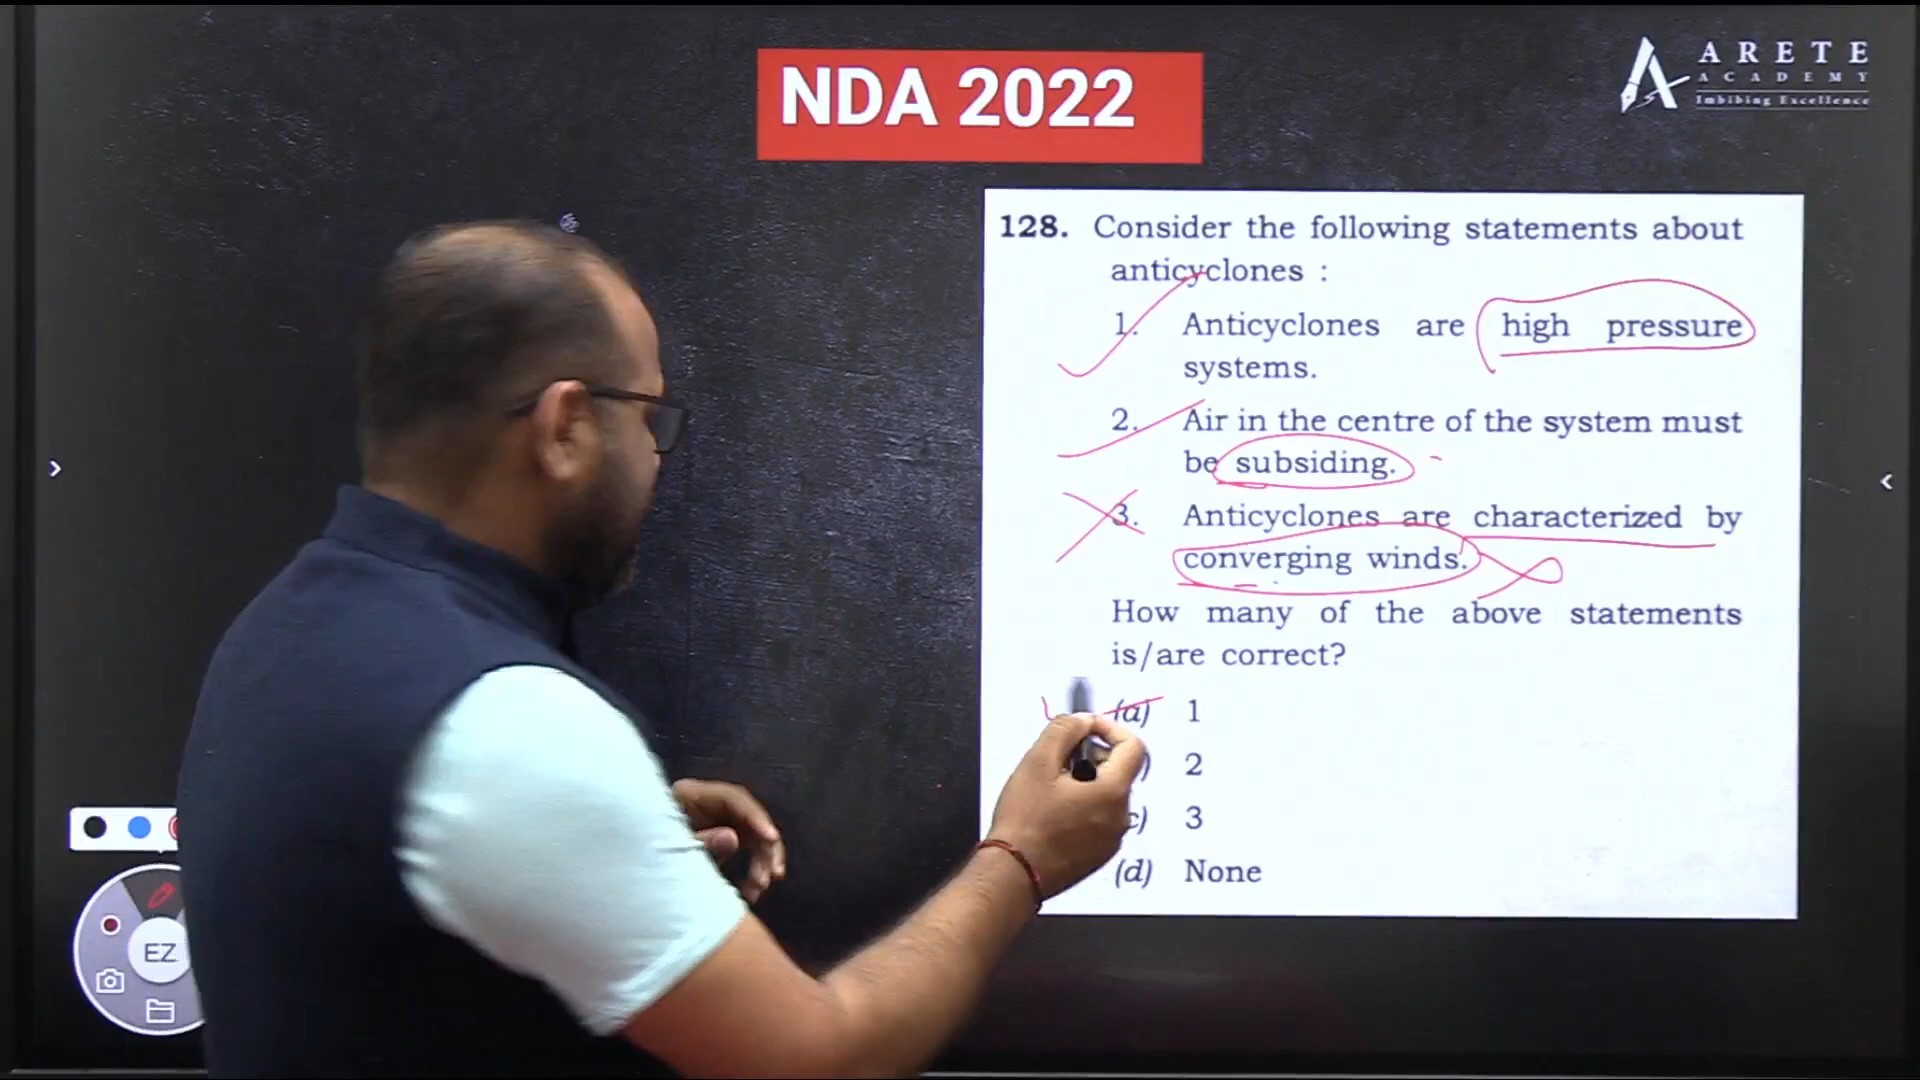 NDA 2022
ARETE
ACADEMY
Imbibing Excellence
128. Consider the following statements about
anticyclones :
1. Anticyclones are high pressure
systems.
2. Air in the centre of the system must
be subsiding.
3. Anticyclones are characterized by
converging winds.
How many of the above statements
is/are correct?
(a) 1
) 2
c) 3
(d) None
EZ